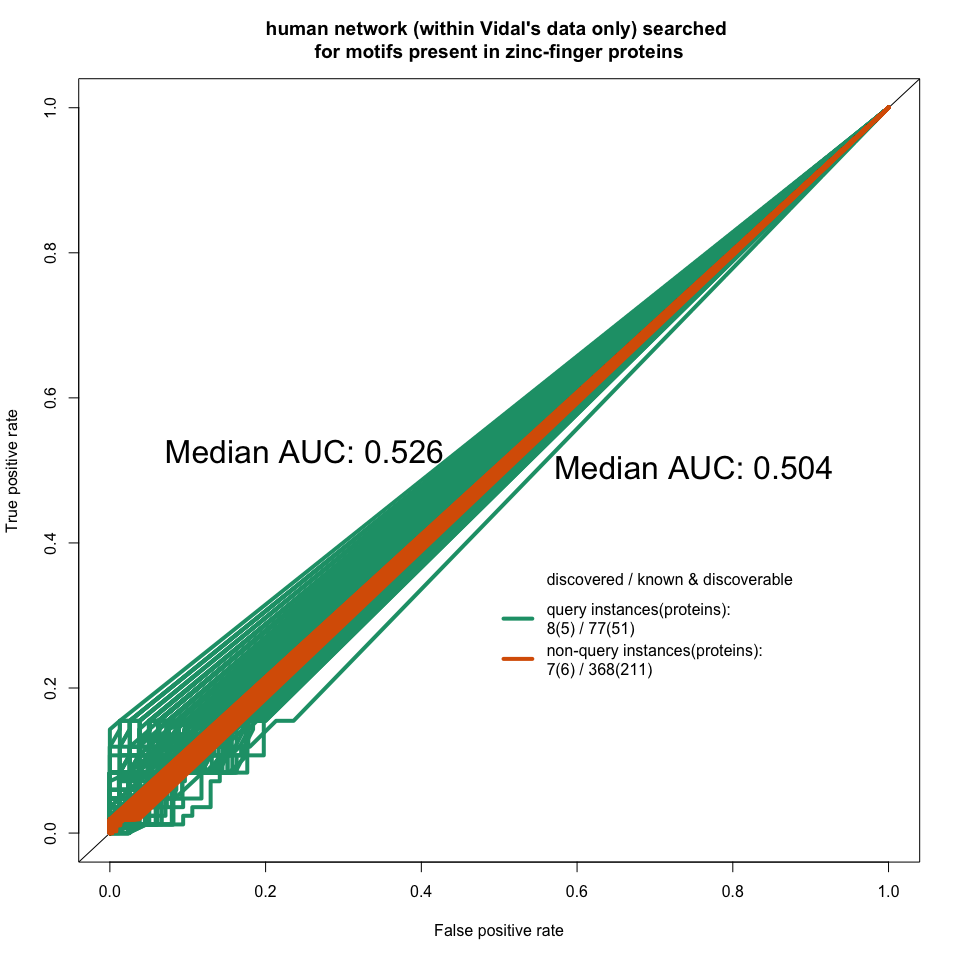 human network (within Vidal's data only) searched
for motifs present in zinc-finger proteins
True positive rate
1.0
0.8
0.6
0.4
0.2
0.0
Median AUC: 0.526
Median AUC: 0.504
discovered / known & discoverable
query instances(proteins):
8(5) / 77(51)
non-query instances(proteins):
7(6) / 368(211)
0.0 0.2 0.4 0.6 0.8 1.0
False positive rate